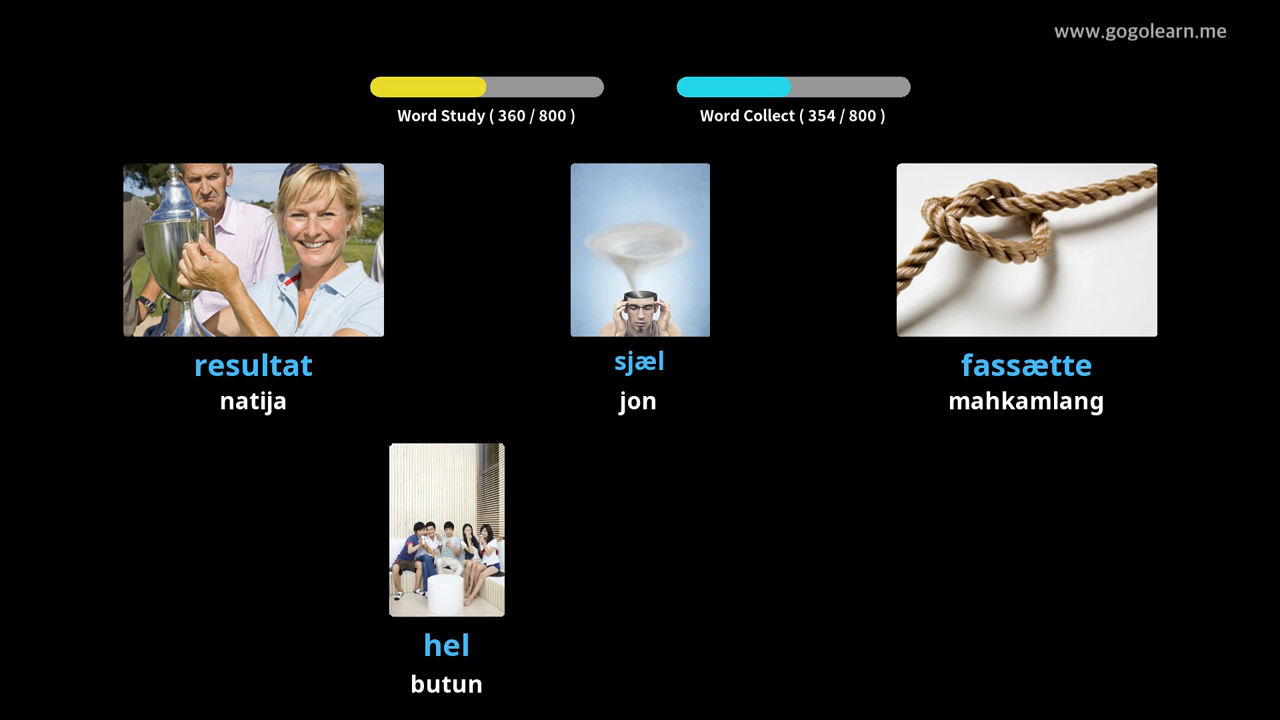 www.gogolearn.me
Word Study ( 360 / 800 )
Word Collect ( 354 / 800 )
resultat
natija
sjæl
jon
fassætte
mahkamlang
hel
butun